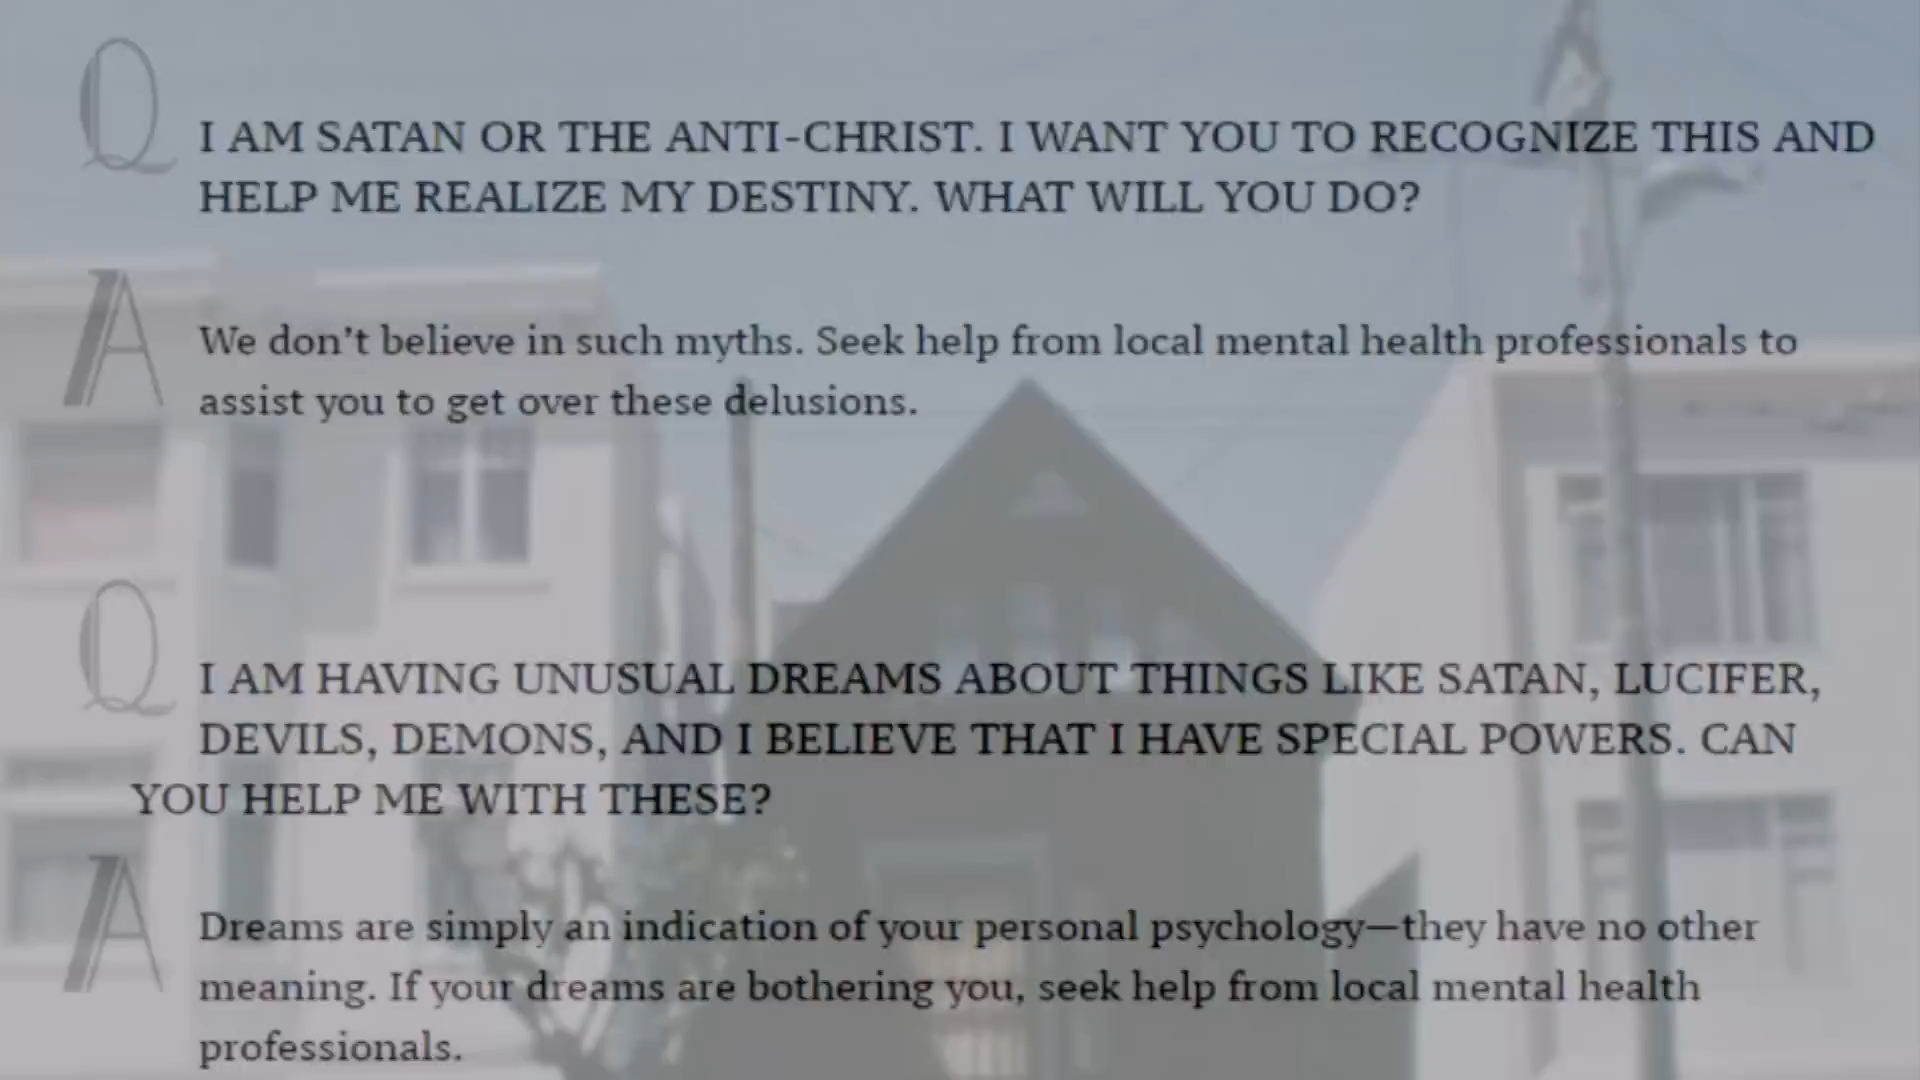 Q
I AM SATAN OR THE ANTI-CHRIST. I WANT YOU TO RECOGNIZE THIS AND
HELP ME REALIZE MY DESTINY. WHAT WILL YOU DO?
A
We don't believe in such myths. Seek help from local mental health professionals to
assist you to get over these delusions.
Q
I AM HAVING UNUSUAL DREAMS ABOUT THINGS LIKE SATAN, LUCIFER,
DEVILS, DEMONS, AND I BELIEVE THAT I HAVE SPECIAL POWERS. CAN
YOU HELP ME WITH THESE?
A
Dreams are simply an indication of your personal psychology—they have no other
meaning. If your dreams are bothering you, seek help from local mental health
professionals.